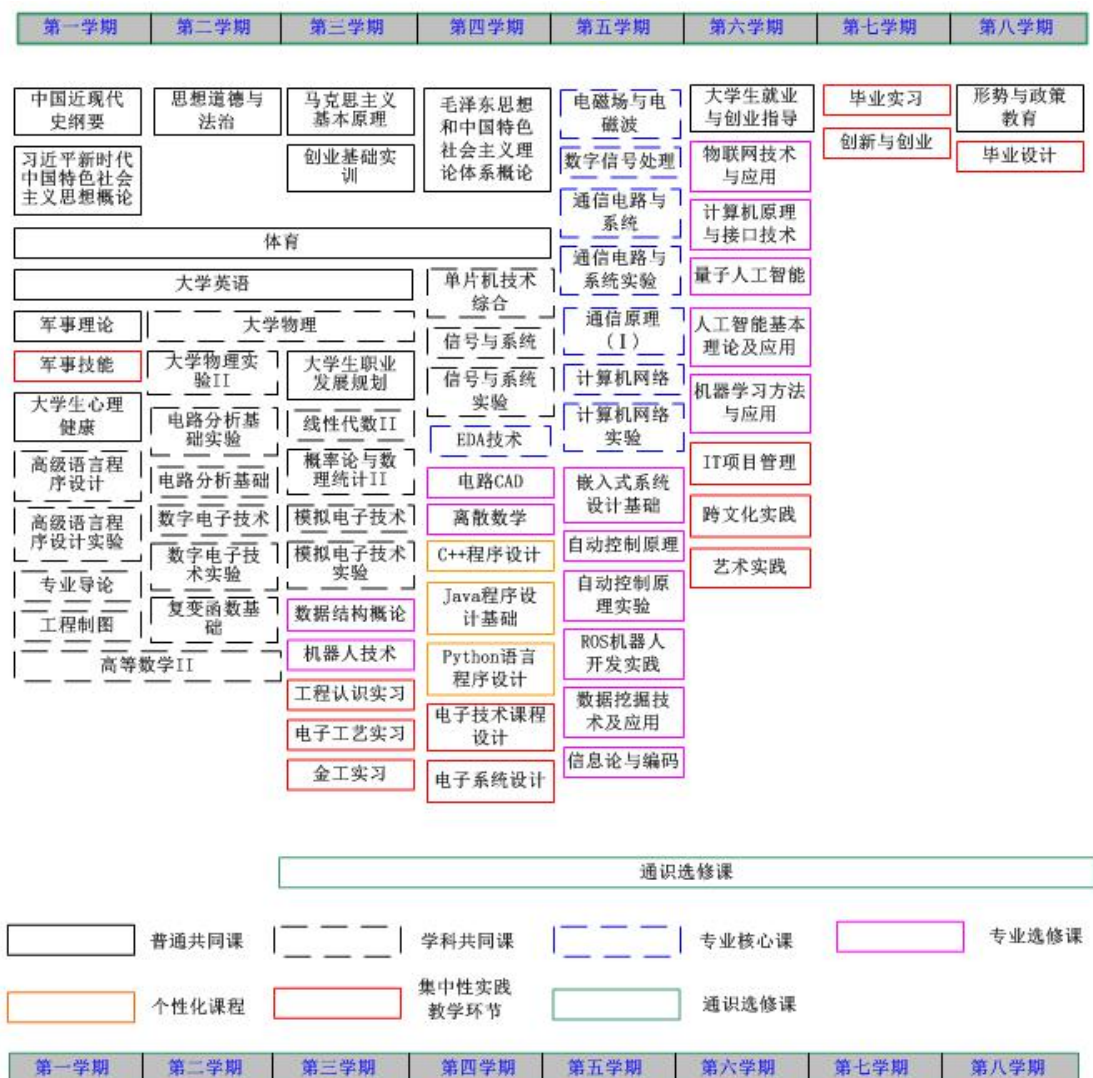 第一学期 第二学期 第三学期 第四学期 第五学期 第六学期 第七学期 第八学期
中国近现代
史纲要
习近平新时代
中国特色社会
主义思想概论
思想道德与
法治
马克思主义
基本原理
创业基础实
训
毛泽东思想
和中国特色
社会主义理
论体系概论
电磁场与电
磁波
数字信号处理
通信电路与
系统
通信电路与
系统实验
大学生就业
与创业指导
物联网技术
与应用
计算机原理
与接口技术
量子人工智能
毕业实习
创新与创业
形势与政策
教育
毕业设计
体育
大学英语
军事理论
军事技能
大学生心理
健康
高级语言程
序设计
高级语言程
序设计实验
专业导论
工程制图
高等数学II
大学物理
大学物理实
验II
电路分析基
础实验
电路分析基础
数字电子技术
数字电子技
术实验
复变函数基
础
大学生职业
发展规划
线性代数II
概率论与数
理统计II
模拟电子技术
模拟电子技术
实验
数据结构概论
机器人技术
工程认识实习
电子工艺实习
金工实习
单片机技术
综合
信号与系统
信号与系统
实验
EDA技术
电路CAD
离散数学
C++程序设计
Java程序设
计基础
Python语言
程序设计
电子技术课程
设计
电子系统设计
通信原理
(I)
计算机网络
计算机网络
实验
嵌入式系统
设计基础
自动控制原理
自动控制原
理实验
ROS机器人
开发实践
数据挖掘技
术及应用
信息论与编码
人工智能基本
理论及应用
机器学习方法
与应用
IT项目管理
跨文化实践
艺术实践
通识选修课
普通共同课
学科共同课
专业核心课
专业选修课
个性化课程
集中性实践
教学环节
通识选修课
第一学期 第二学期 第三学期 第四学期 第五学期 第六学期 第七学期 第八学期